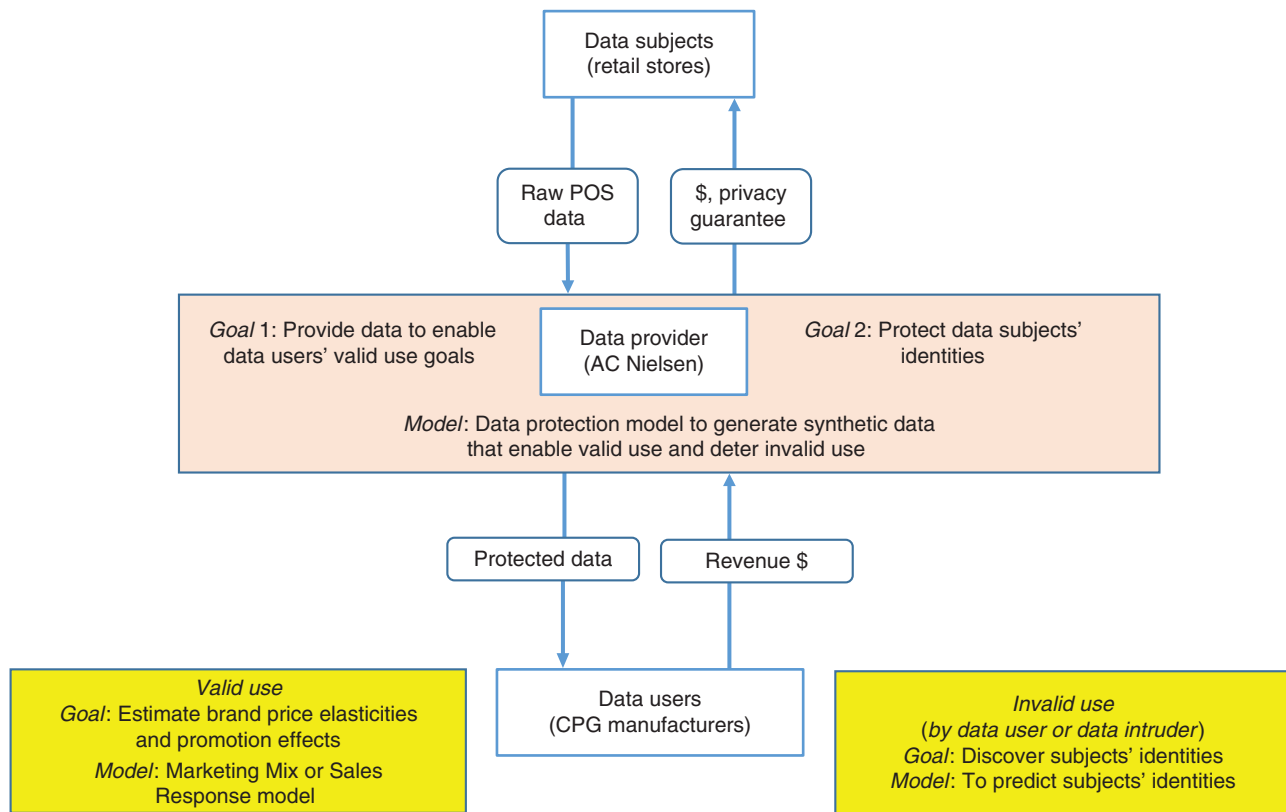 Data subjects
(retail stores)
Raw POS
data
$, privacy
guarantee
Goal 1: Provide data to enable
data users’ valid use goals
Data provider
(AC Nielsen)
Goal 2: Protect data subjects’
identities
Model: Data protection model to generate synthetic data
that enable valid use and deter invalid use
Protected data
Revenue $
Valid use
Goal: Estimate brand price elasticities
and promotion effects
Model: Marketing Mix or Sales
Response model
Data users
(CPG manufacturers)
Invalid use
(by data user or data intruder)
Goal: Discover subjects’ identities
Model: To predict subjects’ identities